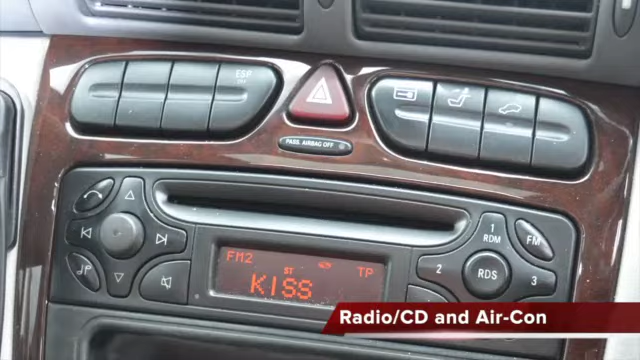 ESP
OFF
PASS. AIRBAG OFF
1
RDM
FM
2
RDS
3
FM2
ST
TP
KISS
Radio/CD and Air-Con